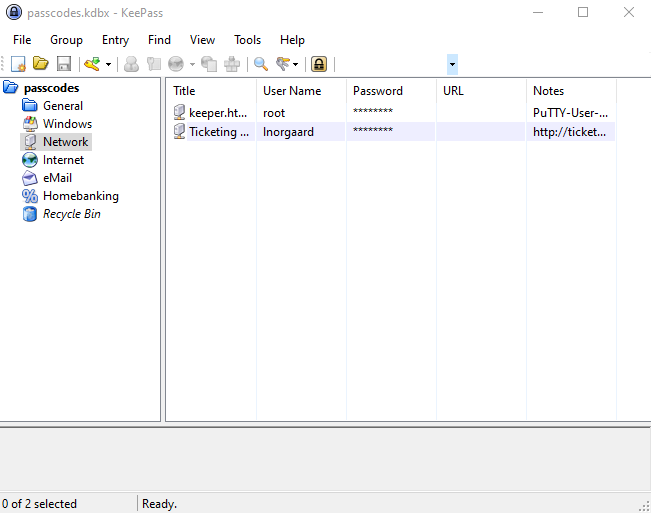 passcodes.kdbx - KeePass
File Group Entry Find View Tools Help
passcodes
General
Windows
Network
Internet
eMail
Homebanking
Recycle Bin
Title User Name Password URL Notes
keeper.ht... root ******** PuTTY-User-...
Ticketing ... lnorgaard ******** http://ticket...
0 of 2 selected Ready.